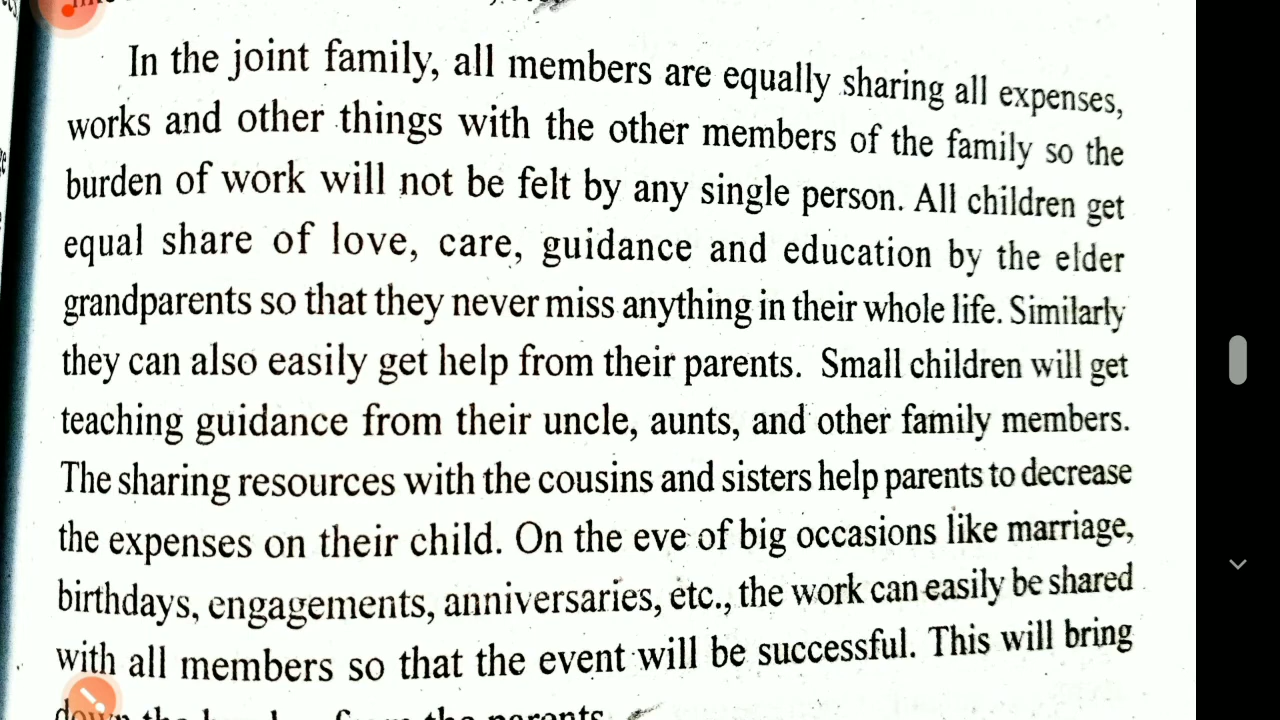 In the joint family, all members are equally sharing all expenses,
works and other things with the other members of the family so the
burden of work will not be felt by any single person. All children get
equal share of love, care, guidance and education by the elder
grandparents so that they never miss anything in their whole life. Similarly
they can also easily get help from their parents. Small children will get
teaching guidance from their uncle, aunts, and other family members.
The sharing resources with the cousins and sisters help parents to decrease
the expenses on their child. On the eve of big occasions like marriage,
birthdays, engagements, anniversaries, etc., the work can easily be shared
with all members so that the event will be successful. This will bring
down the from the parents